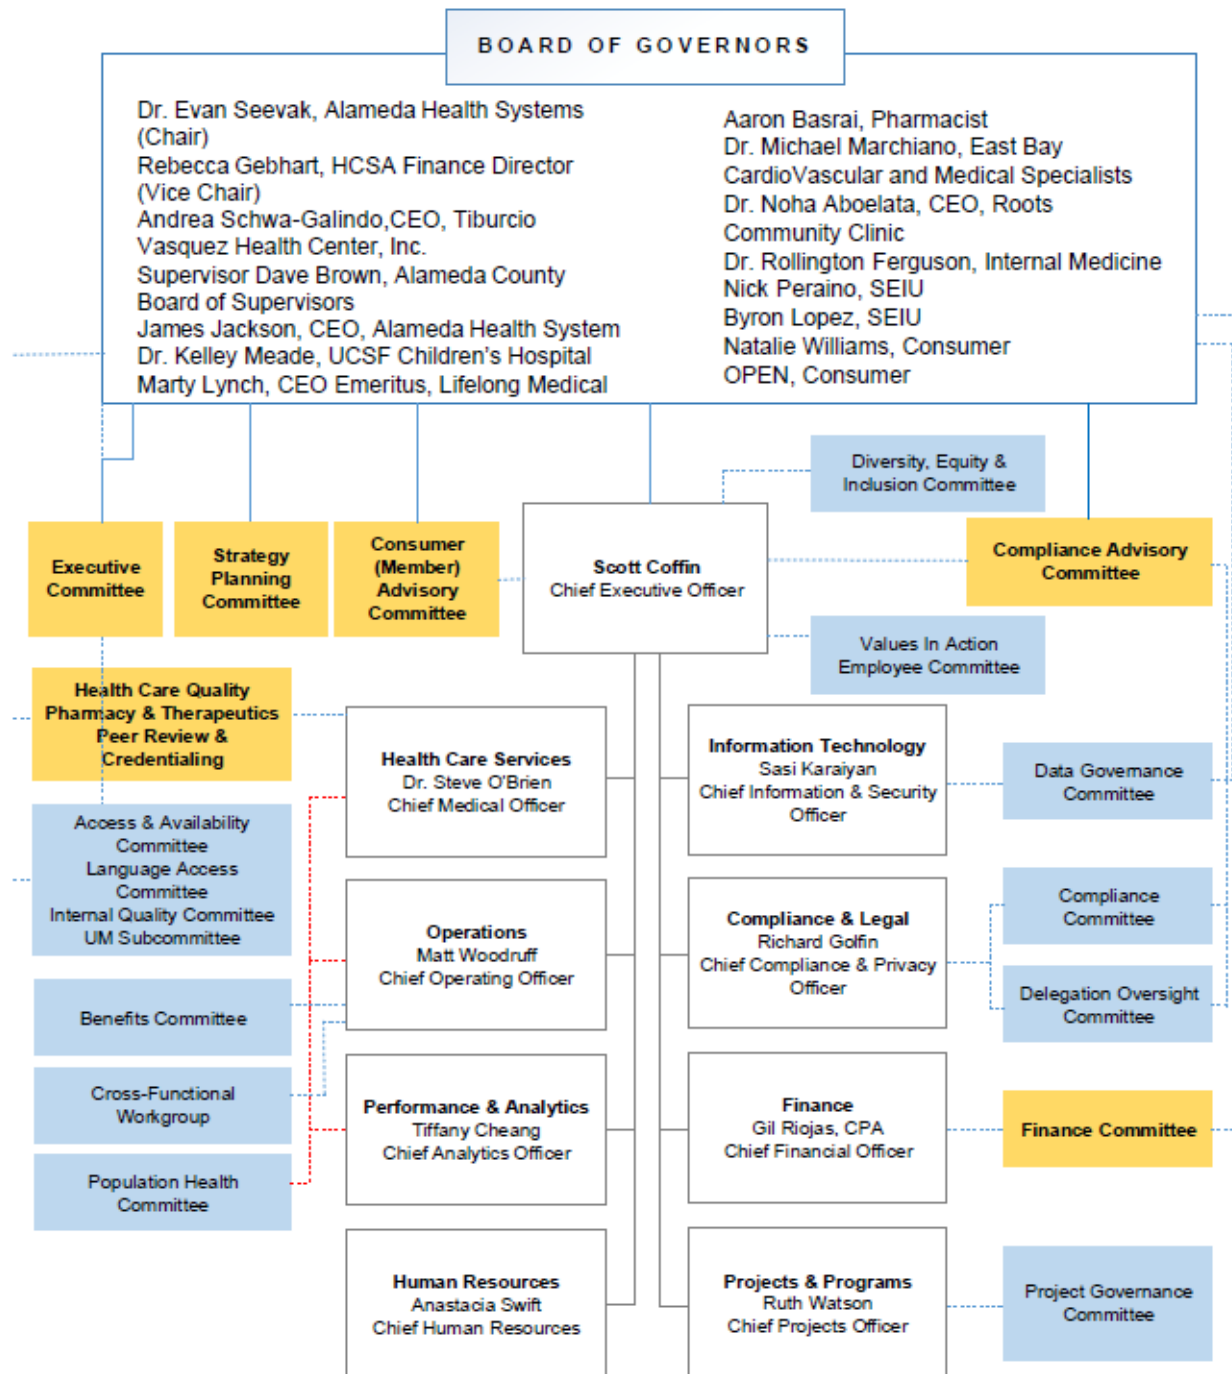 BOARD OF GOVERNORS
Dr. Evan Seevak, Alameda Health Systems
(Chair)
Rebecca Gebhart, HCSA Finance Director
(Vice Chair)
Andrea Schwa-Galindo,CEO, Tiburcio
Vasquez Health Center, Inc.
Supervisor Dave Brown, Alameda County
Board of Supervisors
James Jackson, CEO, Alameda Health System
Dr. Kelley Meade, UCSF Children's Hospital
Marty Lynch, CEO Emeritus, Lifelong Medical
Aaron Basrai, Pharmacist
Dr. Michael Marchiano, East Bay
CardioVascular and Medical Specialists
Dr. Noha Aboelata, CEO, Roots
Community Clinic
Dr. Rollington Ferguson, Internal Medicine
Nick Peraino, SEIU
Byron Lopez, SEIU
Natalie Williams, Consumer
OPEN, Consumer
Diversity, Equity &
Inclusion Committee
Executive
Committee
Strategy
Planning
Committee
Consumer
(Member)
Advisory
Committee
Scott Coffin
Chief Executive Officer
Compliance Advisory
Committee
Values In Action
Employee Committee
Health Care Quality
Pharmacy & Therapeutics
Peer Review &
Credentialing
Health Care Services
Dr. Steve O'Brien
Chief Medical Officer
Information Technology
Sasi Karaiyan
Chief Information & Security
Officer
Data Governance
Committee
Access & Availability
Committee
Language Access
Committee
Internal Quality Committee
UM Subcommittee
Operations
Matt Woodruff
Chief Operating Officer
Compliance & Legal
Richard Golfin
Chief Compliance & Privacy
Officer
Compliance
Committee
Delegation Oversight
Committee
Benefits Committee
Cross-Functional
Workgroup
Performance & Analytics
Tiffany Cheang
Chief Analytics Officer
Finance
Gil Riojas, CPA
Chief Financial Officer
Finance Committee
Population Health
Committee
Human Resources
Anastacia Swift
Chief Human Resources
Projects & Programs
Ruth Watson
Chief Projects Officer
Project Governance
Committee